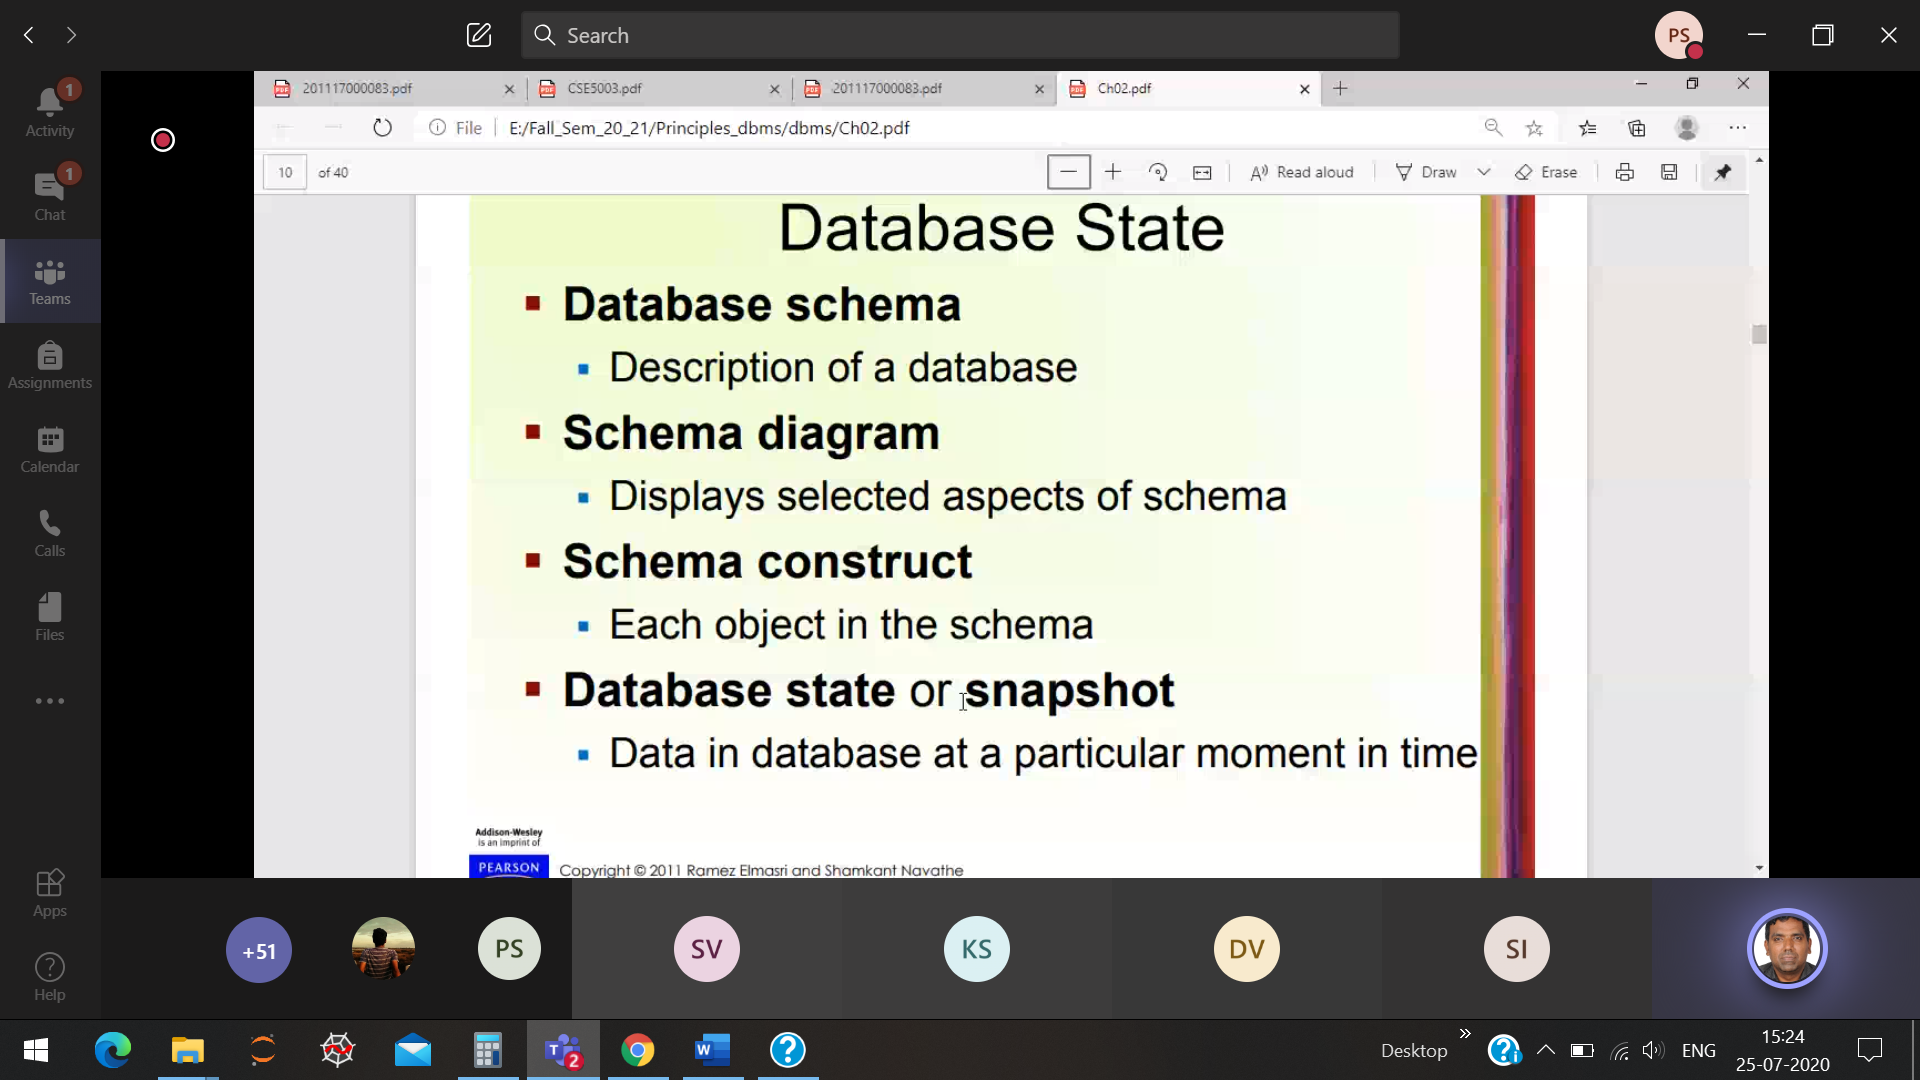 Search
PS
Activity
1
Chat
1
Teams
Assignments
Calendar
Calls
Files
Apps
Help
201117000083.pdf
CSE5003.pdf
201117000083.pdf
Ch02.pdf
File
E:/Fall_Sem_20_21/Principles_dbms/dbms/Ch02.pdf
10 of 40
Read aloud
Draw
Erase
Database State
Database schema
Description of a database
Schema diagram
Displays selected aspects of schema
Schema construct
Each object in the schema
Database state or snapshot
Data in database at a particular moment in time
Addison-Wesley
is an imprint of
PEARSON
Copyright © 2011 Ramez Elmasri and Shamkant Navathe
+51
PS
SV
KS
DV
SI
2
Desktop
ENG
15:24
25-07-2020